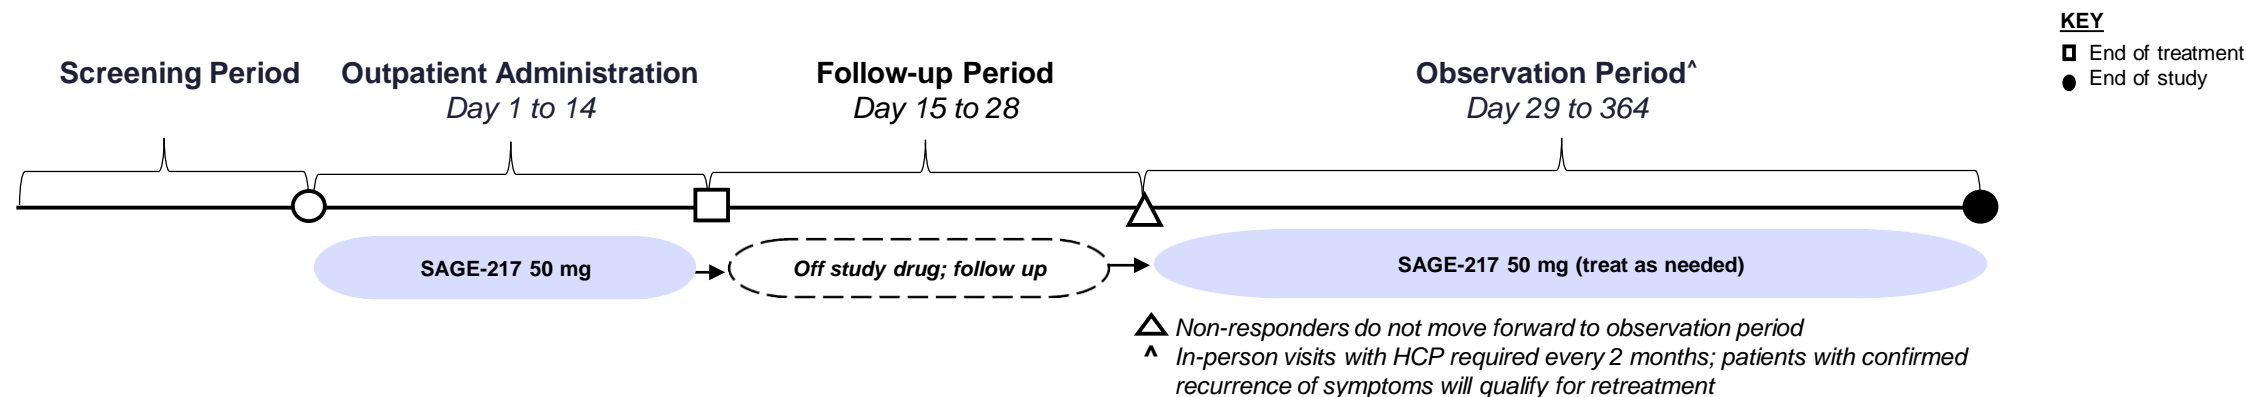 KEY
End of treatment
End of study
Screening Period
Outpatient Administration
Day 1 to 14
Follow-up Period
Day 15 to 28
Observation Period^
Day 29 to 364
SAGE-217 50 mg
Off study drug; follow up
SAGE-217 50 mg (treat as needed)
Non-responders do not move forward to observation period
^ In-person visits with HCP required every 2 months; patients with confirmed
recurrence of symptoms will qualify for retreatment